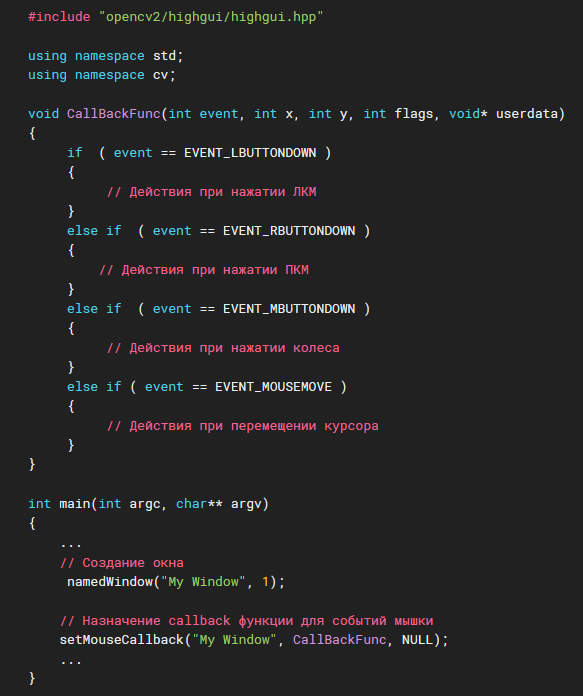 #include "opencv2/highgui/highgui.hpp"
using namespace std;
using namespace cv;
void CallBackFunc(int event, int x, int y, int flags, void* userdata)
{
if  ( event == EVENT_LBUTTONDOWN )
{
// Действия при нажатии ЛКМ
}
else if  ( event == EVENT_RBUTTONDOWN )
{
// Действия при нажатии ПКМ
}
else if  ( event == EVENT_MBUTTONDOWN )
{
// Действия при нажатии колеса
}
else if ( event == EVENT_MOUSEMOVE )
{
// Действия при перемещении курсора
}
}
int main(int argc, char** argv)
{
...
// Создание окна
namedWindow("My Window", 1);
// Назначение callback функции для событий мышки
setMouseCallback("My Window", CallBackFunc, NULL);
...
}